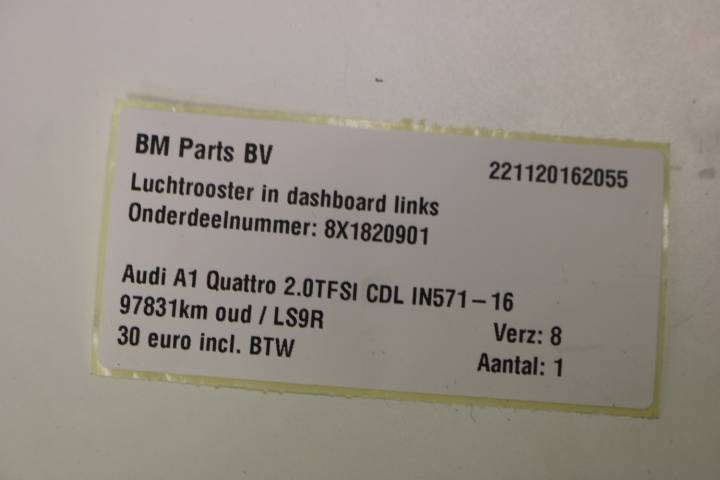 BM Parts BV
221120162055
Luchtrooster in dashboard links
Onderdeelnummer: 8X1820901
Audi A1 Quattro 2.0TFSI CDL IN571-16
97831km oud / LS9R
Verz: 8
30 euro incl. BTW
Aantal: 1